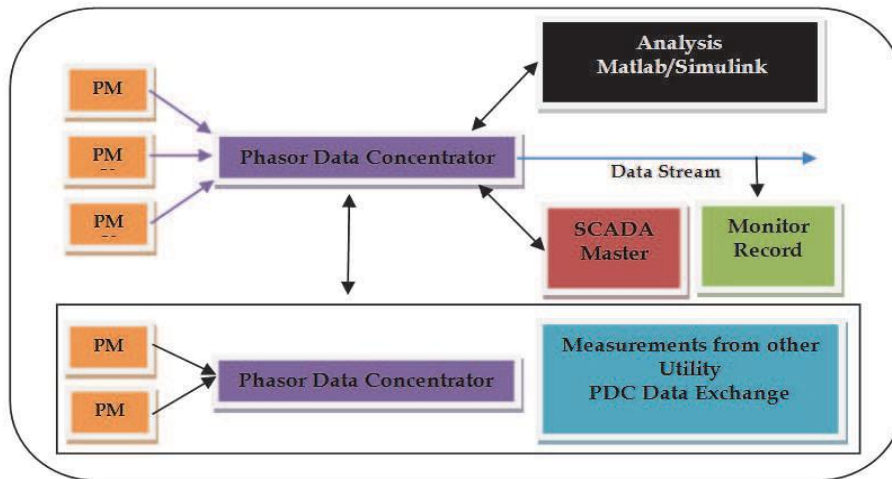 Analysis
Matlab/Simulink
PM
PM
PM
Phasor Data Concentrator
Data Stream
SCADA
Master
Monitor
Record
PM
PM
Phasor Data Concentrator
Measurements from other
Utility
PDC Data Exchange